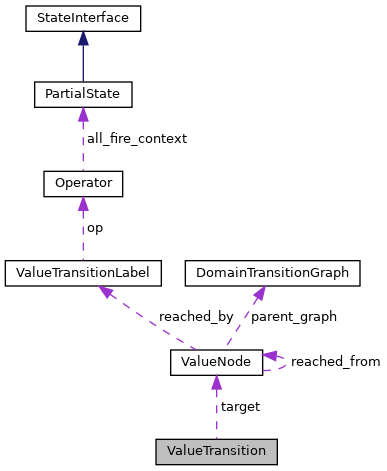 StateInterface
PartialState
all_fire_context
Operator
op
ValueTransitionLabel
DomainTransitionGraph
reached_by
parent_graph
ValueNode
reached_from
target
ValueTransition